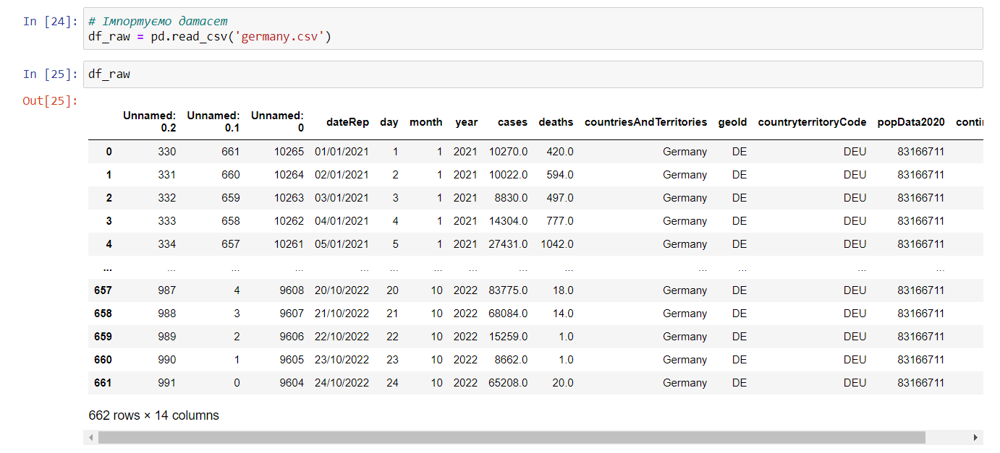 In [24]: # Імпортуємо датасет
df_raw = pd.read_csv('germany.csv')
In [25]: df_raw
Out[25]:
Unnamed: 0.2 Unnamed: 0.1 Unnamed: 0 dateRep day month year cases deaths countriesAndTerritories geoId countryterritoryCode popData2020 contin
0 330 661 10265 01/01/2021 1 1 2021 10270.0 420.0 Germany DE DEU 83166711
1 331 660 10264 02/01/2021 2 1 2021 10022.0 594.0 Germany DE DEU 83166711
2 332 659 10263 03/01/2021 3 1 2021 8830.0 497.0 Germany DE DEU 83166711
3 333 658 10262 04/01/2021 4 1 2021 14304.0 777.0 Germany DE DEU 83166711
4 334 657 10261 05/01/2021 5 1 2021 27431.0 1042.0 Germany DE DEU 83166711
... ... ... ... ... ... ... ... ... ... ... ... ... ...
657 987 4 9608 20/10/2022 20 10 2022 83775.0 18.0 Germany DE DEU 83166711
658 988 3 9607 21/10/2022 21 10 2022 68084.0 14.0 Germany DE DEU 83166711
659 989 2 9606 22/10/2022 22 10 2022 15259.0 1.0 Germany DE DEU 83166711
660 990 1 9605 23/10/2022 23 10 2022 8662.0 1.0 Germany DE DEU 83166711
661 991 0 9604 24/10/2022 24 10 2022 65208.0 20.0 Germany DE DEU 83166711
662 rows × 14 columns